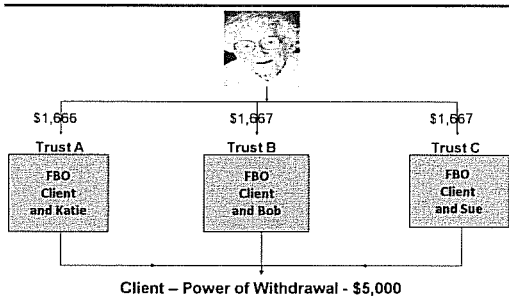 $1,666 $1,667 $1,667
Trust A Trust B Trust C
FBO
Client
and Katie
FBO
Client
and Bob
FBO
Client
and Sue
Client – Power of Withdrawal - $5,000